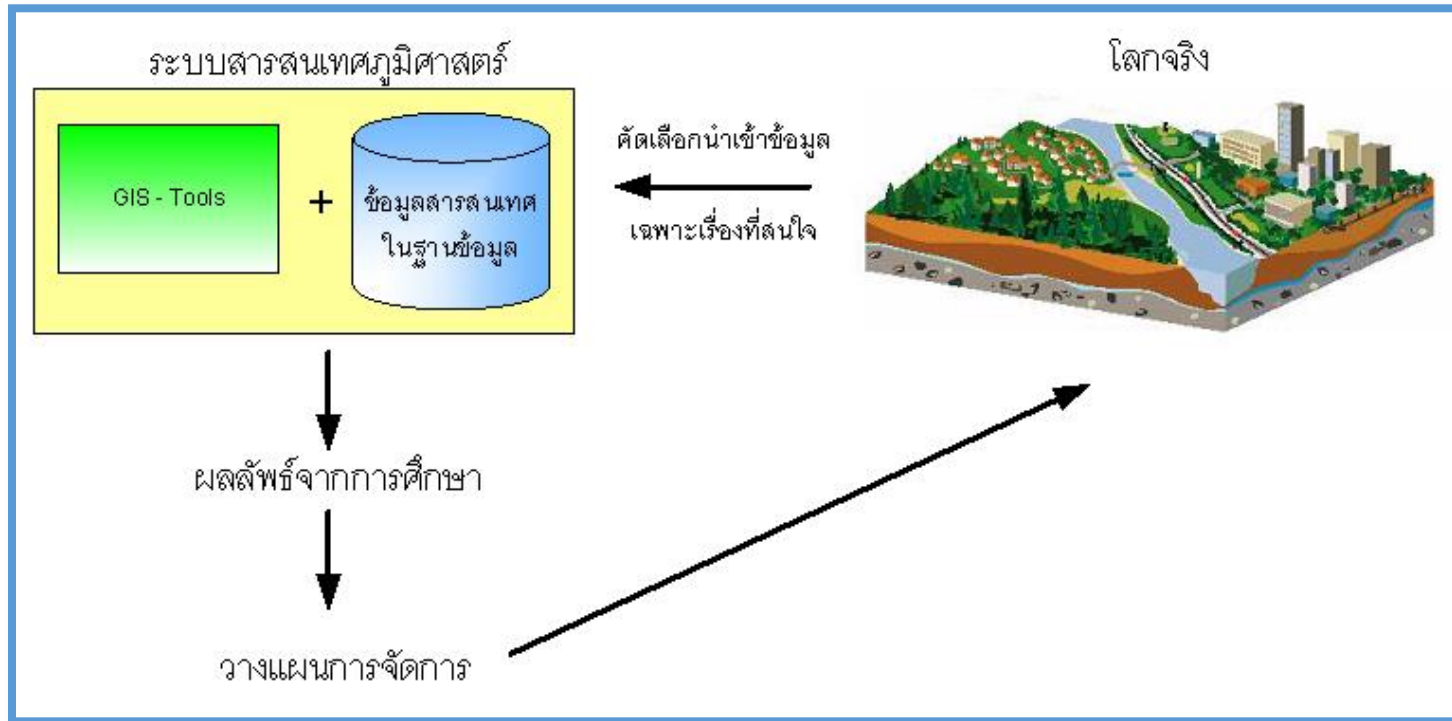 ระบบสารสนเทศภูมิศาสตร์
โลกจริง
GIS - Tools
+
ข้อมูลสารสนเทศ
ในฐานข้อมูล
คัดเลือกนำเข้าข้อมูล
เฉพาะเรื่องที่สนใจ
ผลลัพธ์จากการศึกษา
วางแผนการจัดการ